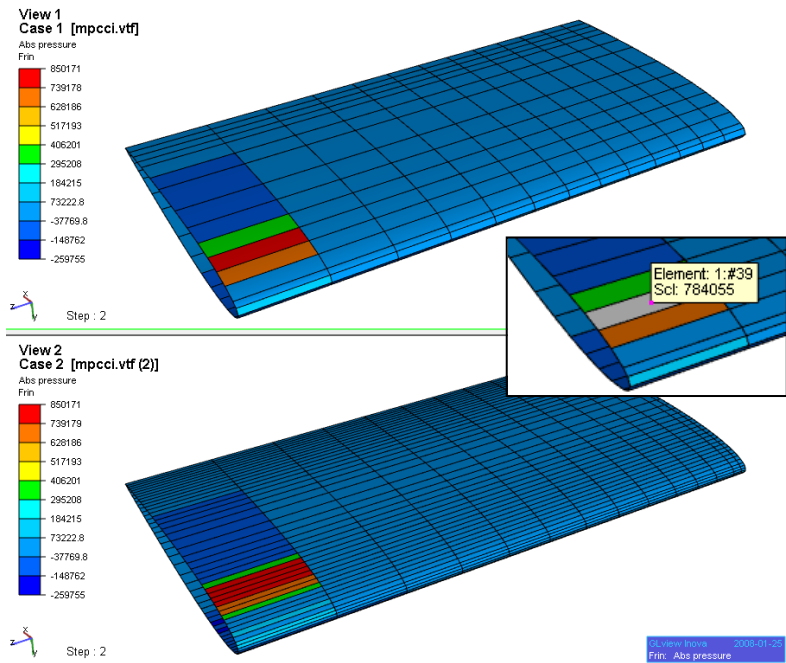 View 1
Case 1 [mpcci.vtf]
Abs pressure
Frin
850171
739178
628186
517193
406201
295208
184215
73222.8
-37769.8
-148762
-259755
x
z
y
Step : 2
Element: 1:#39
Scl: 784055
View 2
Case 2 [mpcci.vtf (2)]
Abs pressure
Frin
850171
739179
628186
517193
406201
295208
184215
73222.8
-37769.8
-148762
-259755
x
z
y
Step : 2
GLview Inova 2008-01-25
Frin: Abs pressure